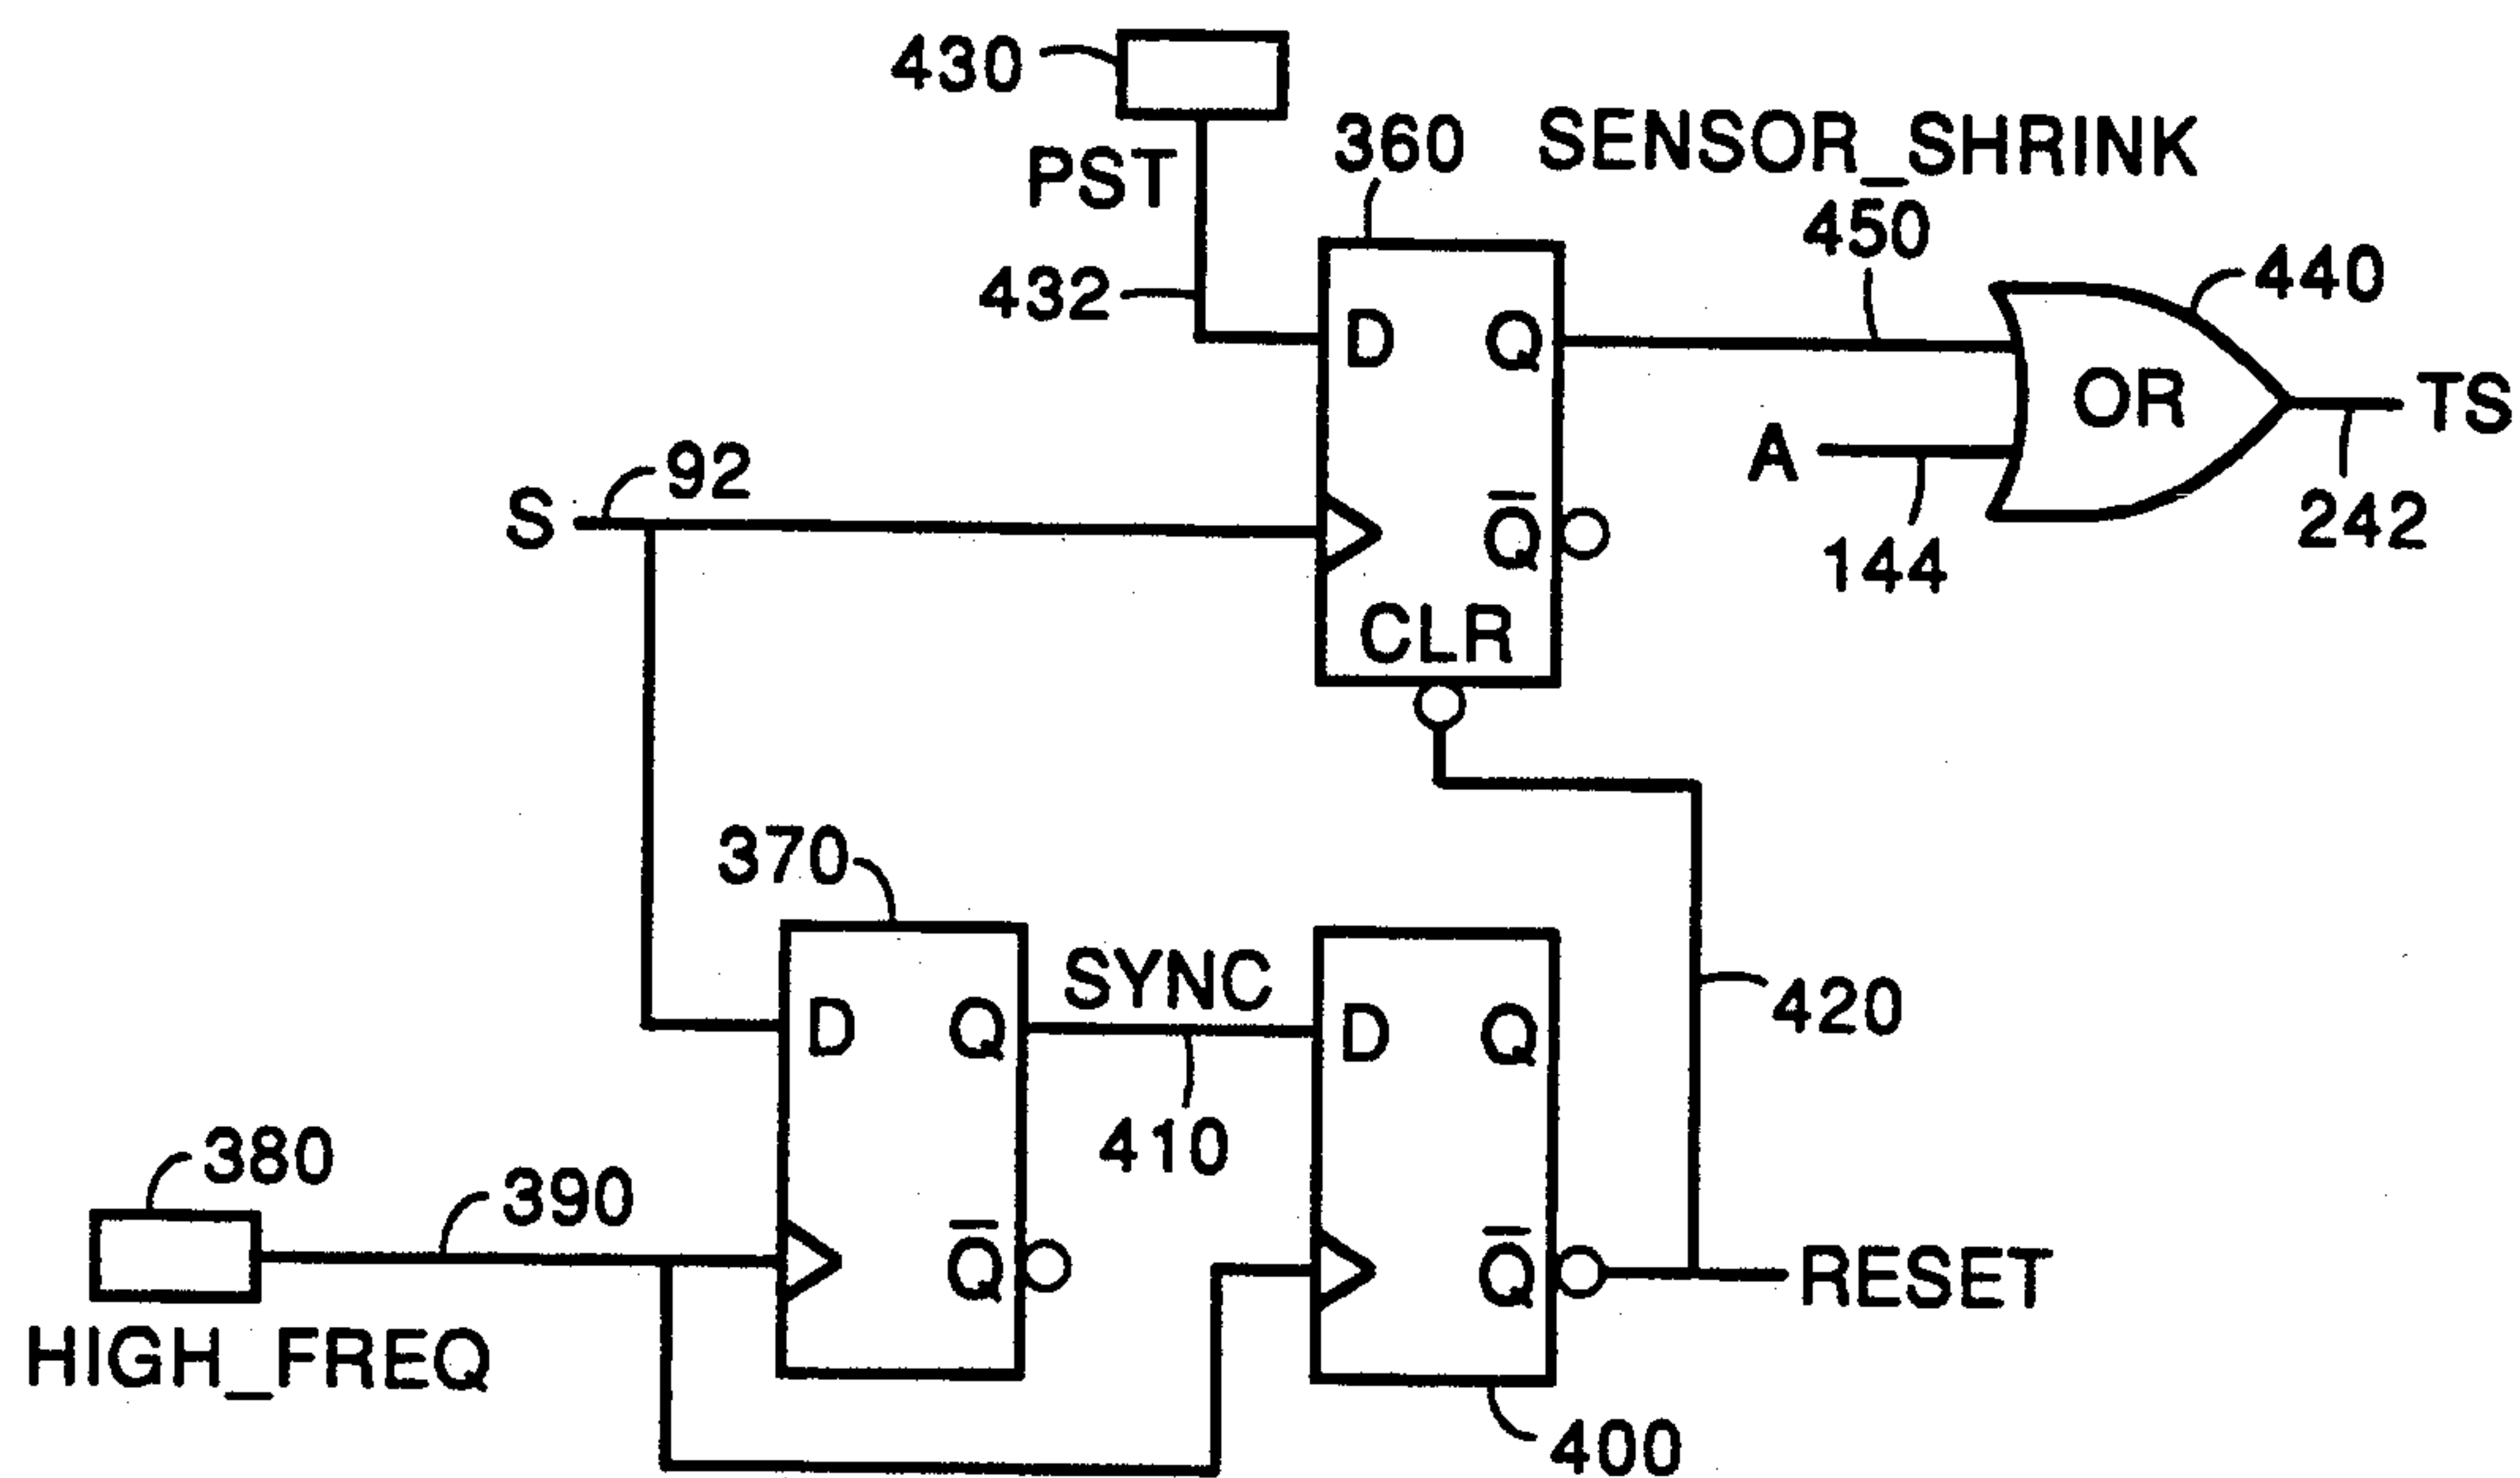 430
PST
432
360
SENSOR_SHRINK
450
440
D
Q
OR
TS
A
144
242
S
92
Q̅
CLR
370
SYNC
410
D
Q
D
Q
420
380
390
Q̅
Q̅
RESET
HIGH_FREQ
400